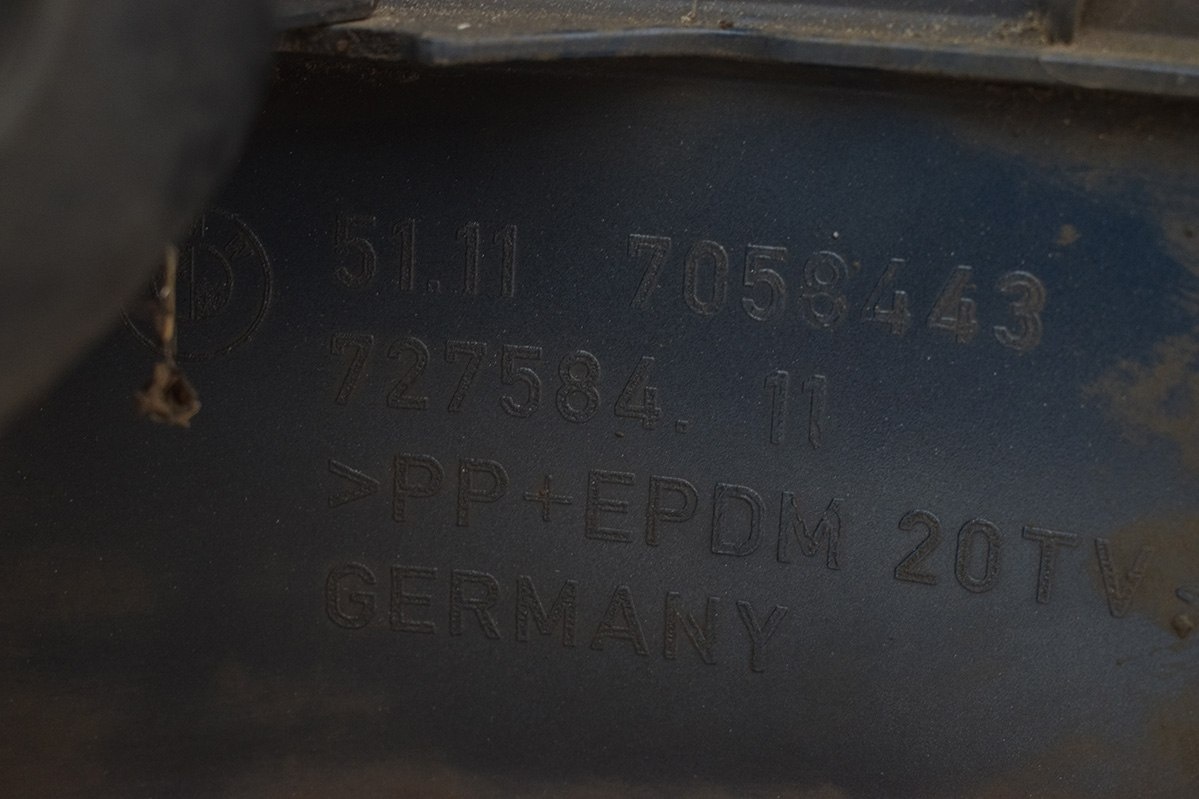 51.11 7058443
727584. 11
>PP+EPDM 20TV
GERMANY